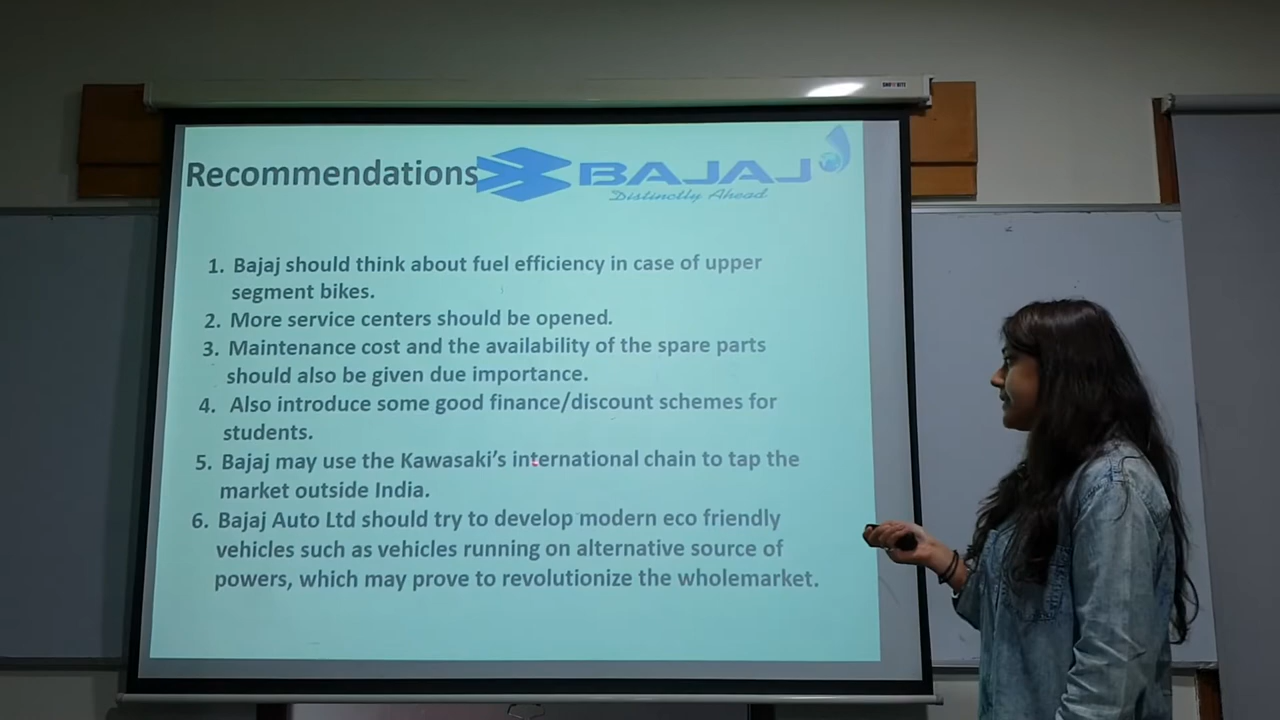 Recommendations
BAJAJ
Distinctly Ahead
1. Bajaj should think about fuel efficiency in case of upper
segment bikes.
2. More service centers should be opened.
3. Maintenance cost and the availability of the spare parts
should also be given due importance.
4. Also introduce some good finance/discount schemes for
students.
5. Bajaj may use the Kawasaki's international chain to tap the
market outside India.
6. Bajaj Auto Ltd should try to develop modern eco friendly
vehicles such as vehicles running on alternative source of
powers, which may prove to revolutionize the wholemarket.